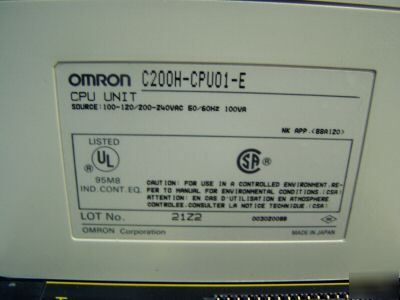 OMRON C200H-CPU01-E
CPU UNIT
SOURCE:100-120/200-240VAC 50/60Hz 100VA
NK APP.<88A120>
LISTED
UL
95M8
IND.CONT.EQ.
SA
CAUTION: FOR USE IN A CONTROLLED ENVIRONMENT.RE-
FER TO MANUAL FOR ENVIRONMENTAL CONDITIONS.(CSA)
ATTENTION: EN CAS D'UTILISATION EN ATMOSPHERE
CONTROLEE.CONSULTER LA NOTICE TECHNIQUE.(CSA)
LOT No. 21Z2
003020088
OMRON Corporation
MADE IN JAPAN